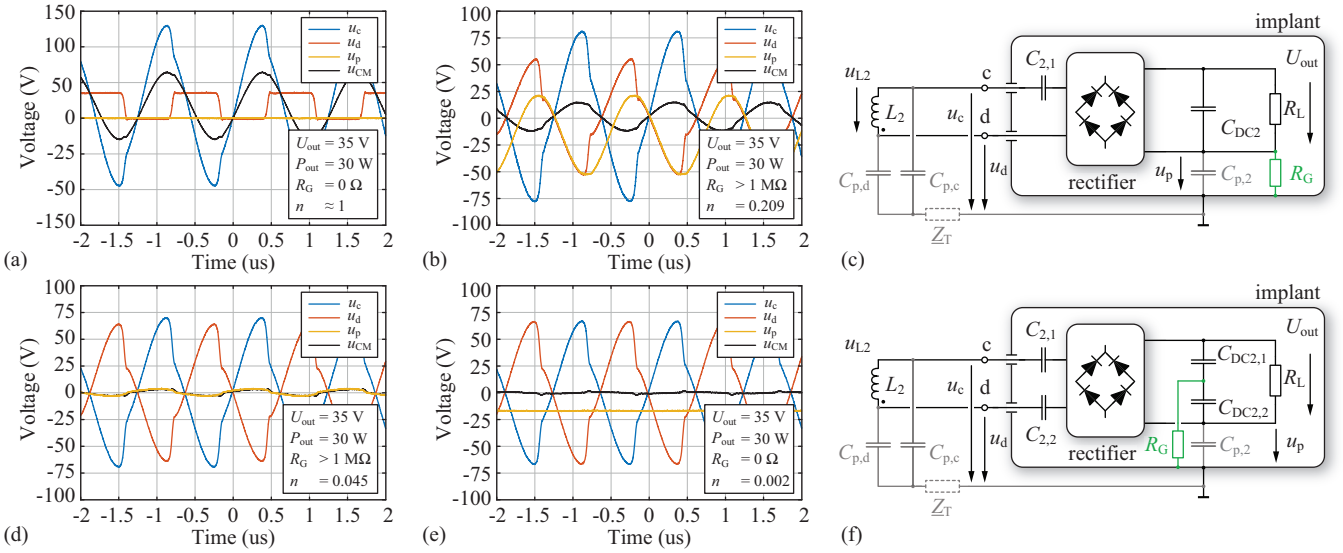 150
100
50
0
-50
-100
-150
Voltage (V)
-2 -1.5 -1 -0.5 0 0.5 1 1.5 2
Time (us)
u_c
u_d
u_p
u_CM
U_out = 35 V
P_out = 30 W
R_G = 0 Ω
n ≈ 1
(a)
100
75
50
25
0
-25
-50
-75
-100
Voltage (V)
-2 -1.5 -1 -0.5 0 0.5 1 1.5 2
Time (us)
u_c
u_d
u_p
u_CM
U_out = 35 V
P_out = 30 W
R_G > 1 MΩ
n = 0.209
(b)
implant
U_out
u_L2
L_2
c
C_2,1
u_c
d
u_d
C_p,d
C_p,c
Z_T
rectifier
C_DC2
R_L
u_p
C_p,2
R_G
(c)
100
75
50
25
0
-25
-50
-75
-100
Voltage (V)
-2 -1.5 -1 -0.5 0 0.5 1 1.5 2
Time (us)
u_c
u_d
u_p
u_CM
U_out = 35 V
P_out = 30 W
R_G > 1 MΩ
n = 0.045
(d)
100
75
50
25
0
-25
-50
-75
-100
Voltage (V)
-2 -1.5 -1 -0.5 0 0.5 1 1.5 2
Time (us)
u_c
u_d
u_p
u_CM
U_out = 35 V
P_out = 30 W
R_G = 0 Ω
n = 0.002
(e)
implant
U_out
u_L2
L_2
c
C_2,1
u_c
d
C_2,2
u_d
C_p,d
C_p,c
Z_T
rectifier
C_DC2,1
C_DC2,2
R_L
R_G
C_p,2
u_p
(f)